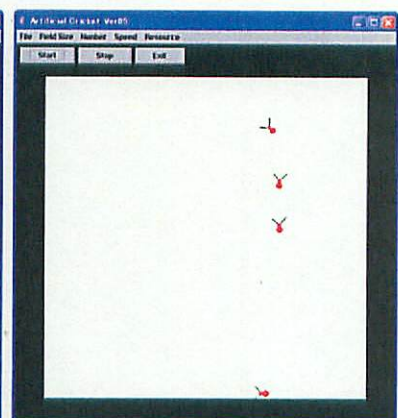 Artificial Cricket Ver05
File Field Size Number Speed Resource
Start Stop Exit